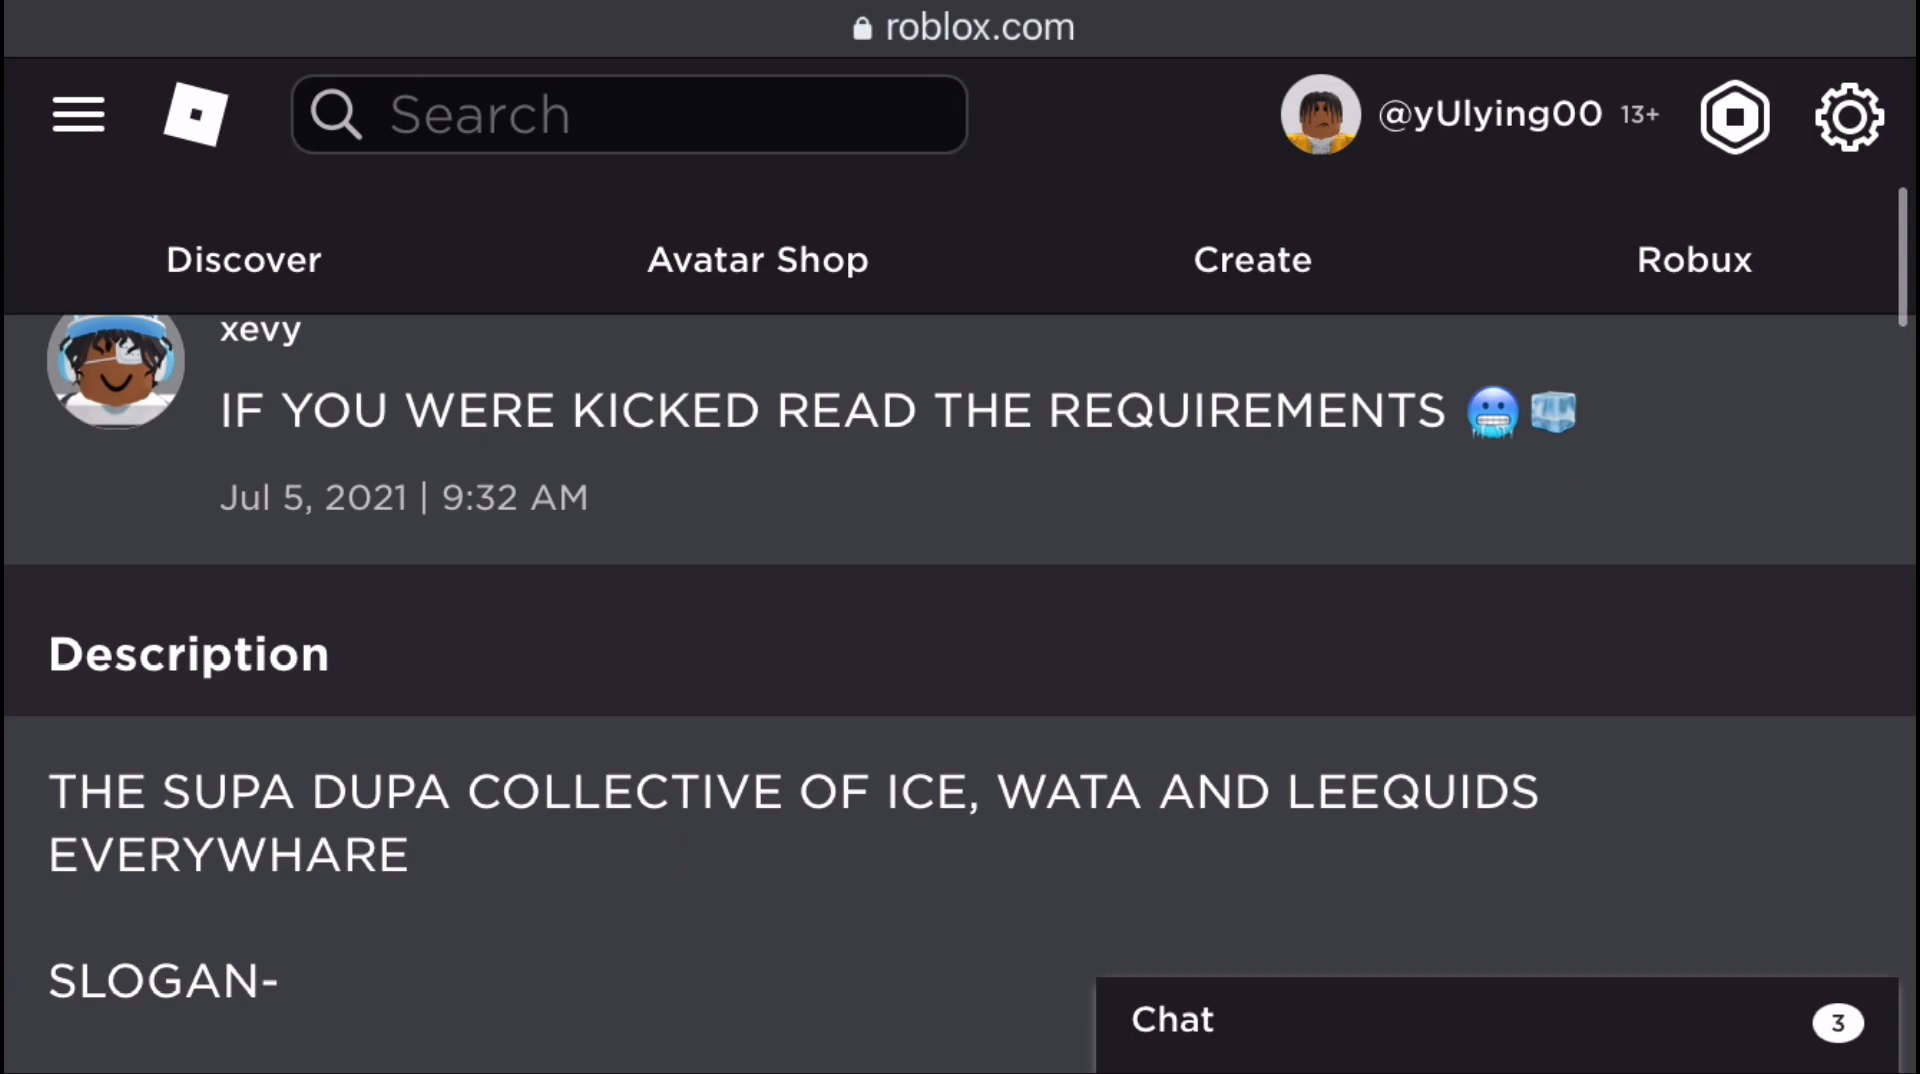 roblox.com
Search
@yUlying00 13+
Discover Avatar Shop Create Robux
xevy
IF YOU WERE KICKED READ THE REQUIREMENTS 🥶🧊
Jul 5, 2021 | 9:32 AM
Description
THE SUPA DUPA COLLECTIVE OF ICE, WATA AND LEEQUIDS
EVERYWHARE
SLOGAN-
Chat 3